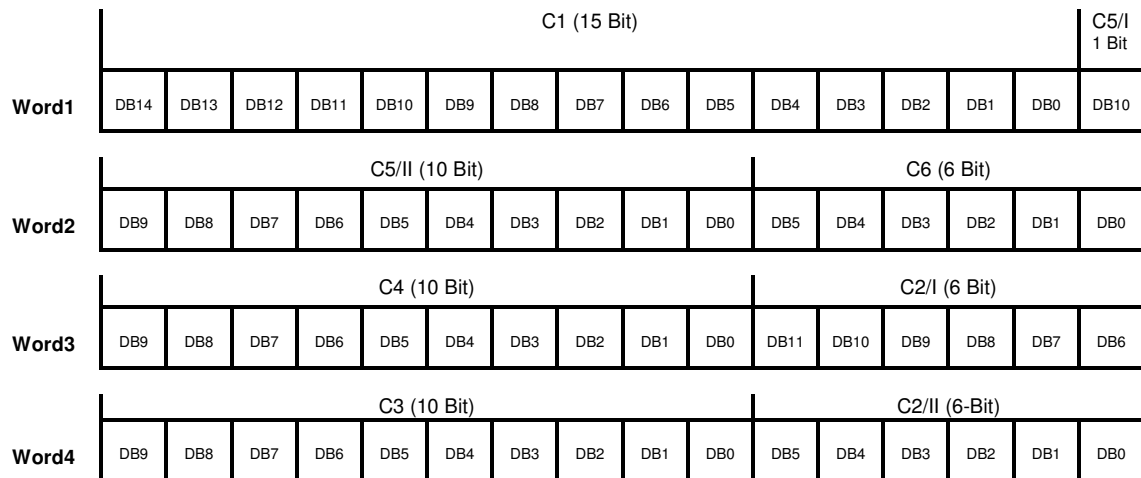 C1 (15 Bit) C5/I
1 Bit
Word1 DB14 DB13 DB12 DB11 DB10 DB9 DB8 DB7 DB6 DB5 DB4 DB3 DB2 DB1 DB0 DB10
C5/II (10 Bit) C6 (6 Bit)
Word2 DB9 DB8 DB7 DB6 DB5 DB4 DB3 DB2 DB1 DB0 DB5 DB4 DB3 DB2 DB1 DB0
C4 (10 Bit) C2/I (6 Bit)
Word3 DB9 DB8 DB7 DB6 DB5 DB4 DB3 DB2 DB1 DB0 DB11 DB10 DB9 DB8 DB7 DB6
C3 (10 Bit) C2/II (6-Bit)
Word4 DB9 DB8 DB7 DB6 DB5 DB4 DB3 DB2 DB1 DB0 DB5 DB4 DB3 DB2 DB1 DB0